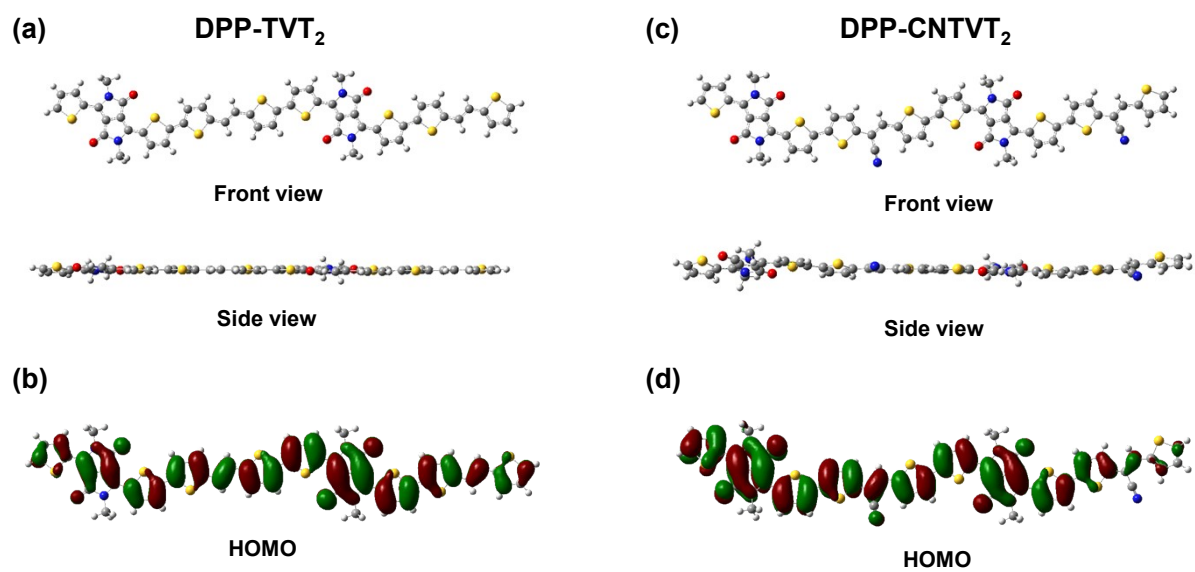 (a) DPP-TVT₂
Front view
Side view
(b)
HOMO
(c) DPP-CNTVT₂
Front view
Side view
(d)
HOMO